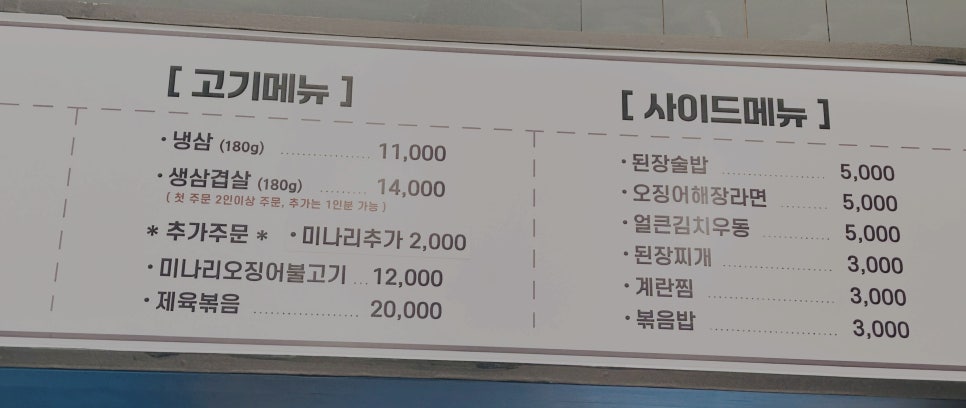 [ 고기메뉴 ]
· 냉삼 (180g) .................. 11,000
· 생삼겹살 (180g) ......... 14,000
( 첫 주문 2인이상 주문, 추가는 1인분 가능 )
* 추가주문 * · 미나리추가 2,000
· 미나리오징어불고기 ... 12,000
· 제육볶음 ..................... 20,000
[ 사이드메뉴 ]
· 된장술밥 .................... 5,000
· 오징어해장라면 ......... 5,000
· 얼큰김치우동 ............. 5,000
· 된장찌개 .................... 3,000
· 계란찜 ........................ 3,000
· 볶음밥 ........................ 3,000